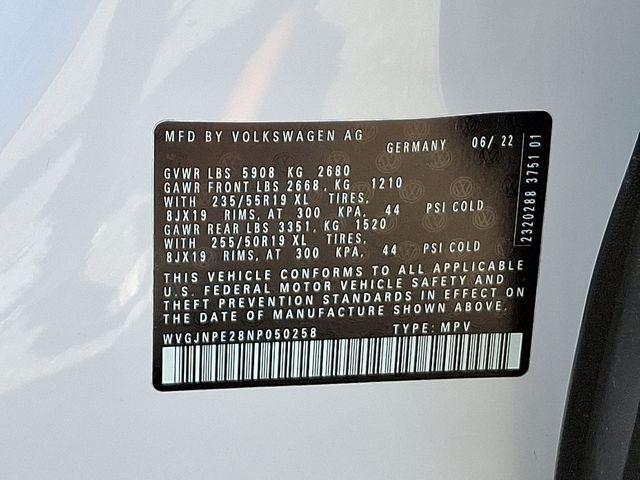 MFD BY VOLKSWAGEN AG
GERMANY 06/ 22
GVWR LBS 5908 KG 2680
GAWR FRONT LBS 2668, KG 1210
WITH 235/55R19 XL TIRES,
8JX19 RIMS, AT 300 KPA, 44 PSI COLD
GAWR REAR LBS 3351, KG 1520
WITH 255/50R19 XL TIRES,
8JX19 RIMS, AT 300 KPA, 44 PSI COLD
THIS VEHICLE CONFORMS TO ALL APPLICABLE
U.S. FEDERAL MOTOR VEHICLE SAFETY AND
THEFT PREVENTION STANDARDS IN EFFECT ON
THE DATE OF MANUFACTURE SHOWN ABOVE.
WVGJNPE28NP050258 TYPE: MPV
2320288 3751 01